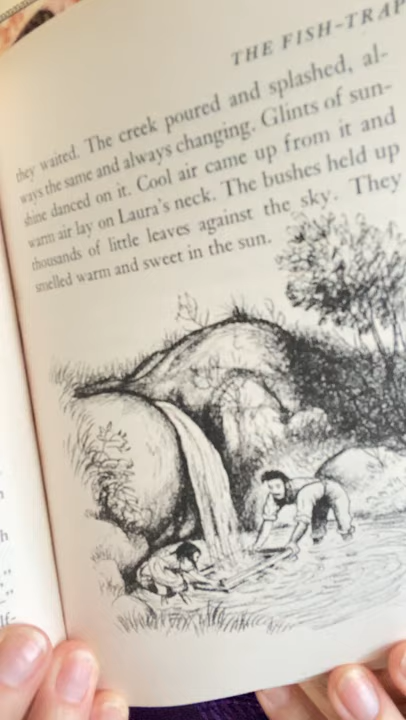 THE FISH-TRAP
they waited. The creek poured and splashed, al-
ways the same and always changing. Glints of sun-
shine danced on it. Cool air came up from it and
warm air lay on Laura's neck. The bushes held up
thousands of little leaves against the sky. They
smelled warm and sweet in the sun.